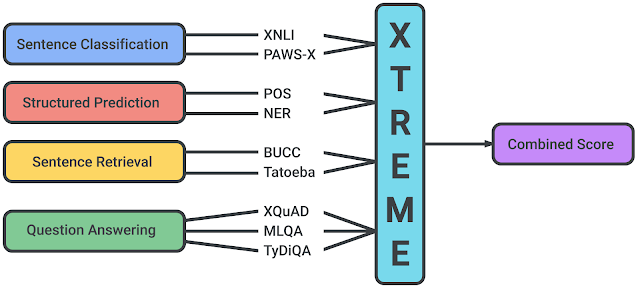 Sentence Classification
XNLI
PAWS-X
Structured Prediction
POS
NER
Sentence Retrieval
BUCC
Tatoeba
Question Answering
XQuAD
MLQA
TyDiQA
XTREME
Combined Score